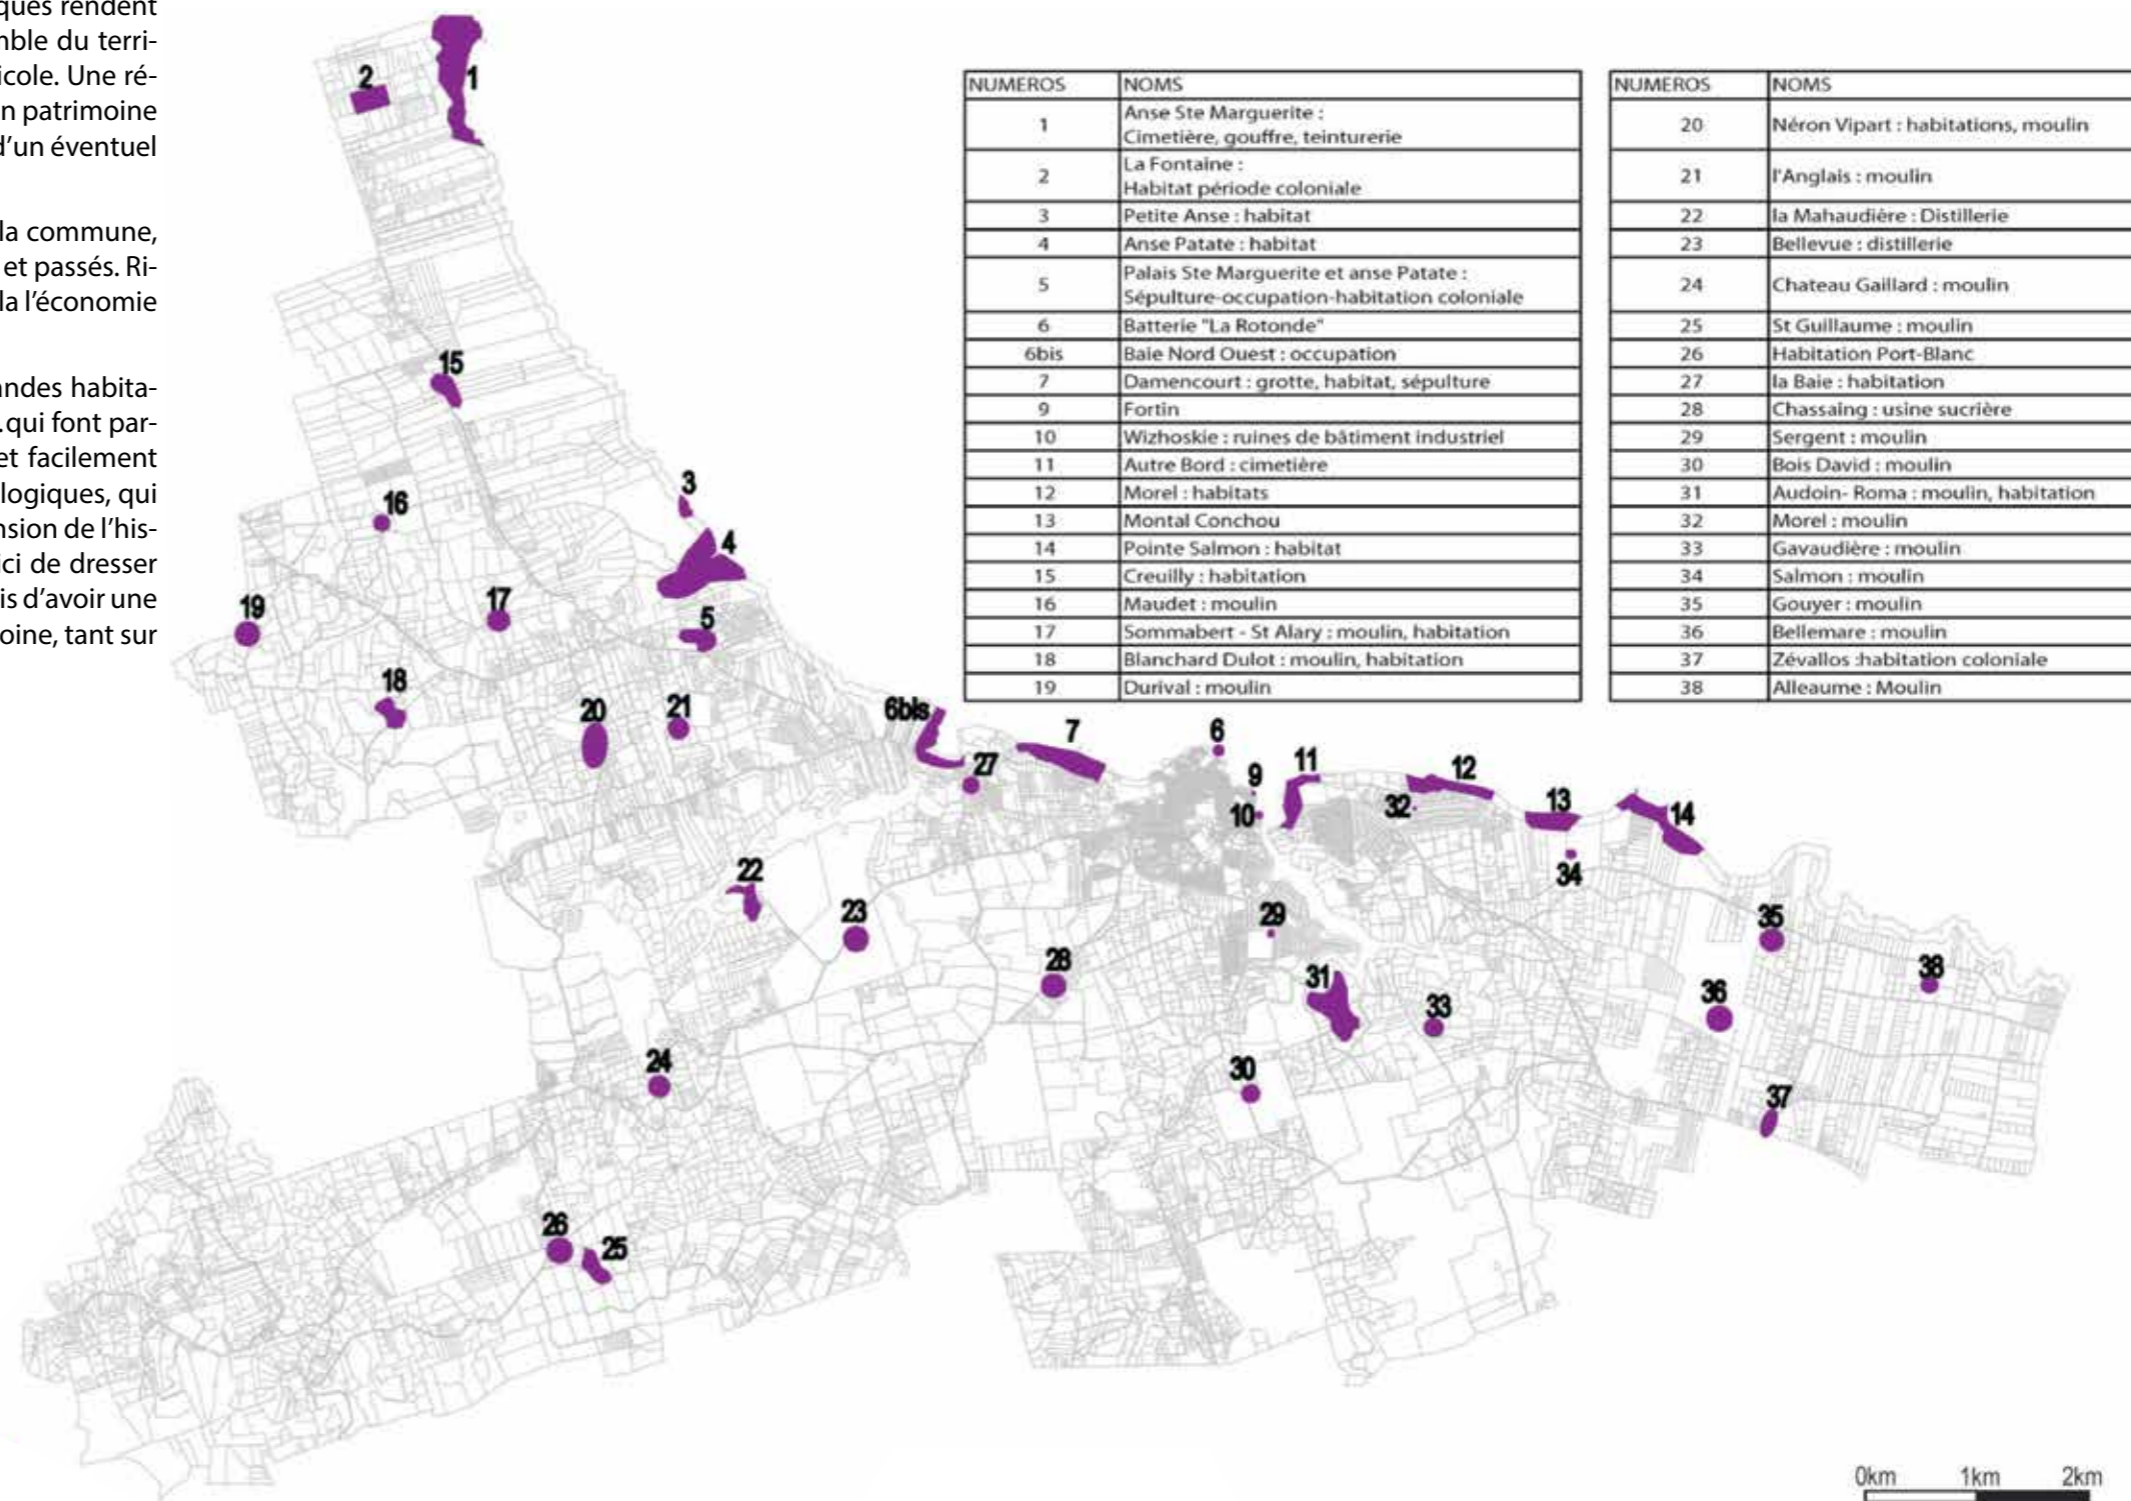 ques rendent
mble du terri-
icole. Une ré-
n patrimoine
d'un éventuel
la commune,
et passés. Ri-
la l'économie
andes habita-
.qui font par-
et facilement
logiques, qui
nsion de l'his-
ici de dresser
is d'avoir une
oine, tant sur
NUMEROS NOMS
1 Anse Ste Marguerite :
Cimetière, gouffre, teinturerie
2 La Fontaine :
Habitat période coloniale
3 Petite Anse : habitat
4 Anse Patate : habitat
5 Palais Ste Marguerite et anse Patate :
Sépulture-occupation-habitation coloniale
6 Batterie "La Rotonde"
6bis Baie Nord Ouest : occupation
7 Damencourt : grotte, habitat, sépulture
9 Fortin
10 Wizhoskie : ruines de bâtiment industriel
11 Autre Bord : cimetière
12 Morel : habitats
13 Montal Conchou
14 Pointe Salmon : habitat
15 Creuilly : habitation
16 Maudet : moulin
17 Sommabert - St Alary : moulin, habitation
18 Blanchard Dulot : moulin, habitation
19 Durival : moulin
NUMEROS NOMS
20 Néron Vipart : habitations, moulin
21 l'Anglais : moulin
22 la Mahaudière : Distillerie
23 Bellevue : distillerie
24 Chateau Gaillard : moulin
25 St Guillaume : moulin
26 Habitation Port-Blanc
27 la Baie : habitation
28 Chassaing : usine sucrière
29 Sergent : moulin
30 Bois David : moulin
31 Audoin- Roma : moulin, habitation
32 Morel : moulin
33 Gavaudière : moulin
34 Salmon : moulin
35 Gouyer : moulin
36 Bellemare : moulin
37 Zévallos :habitation coloniale
38 Alleaume : Moulin
2
1
15
3
16
4
19
17
5
18
20
21
6bis
7
6
27
9
11
12
10
32
13
14
22
34
23
29
35
28
31
38
33
36
24
30
37
26
25
0km 1km 2km